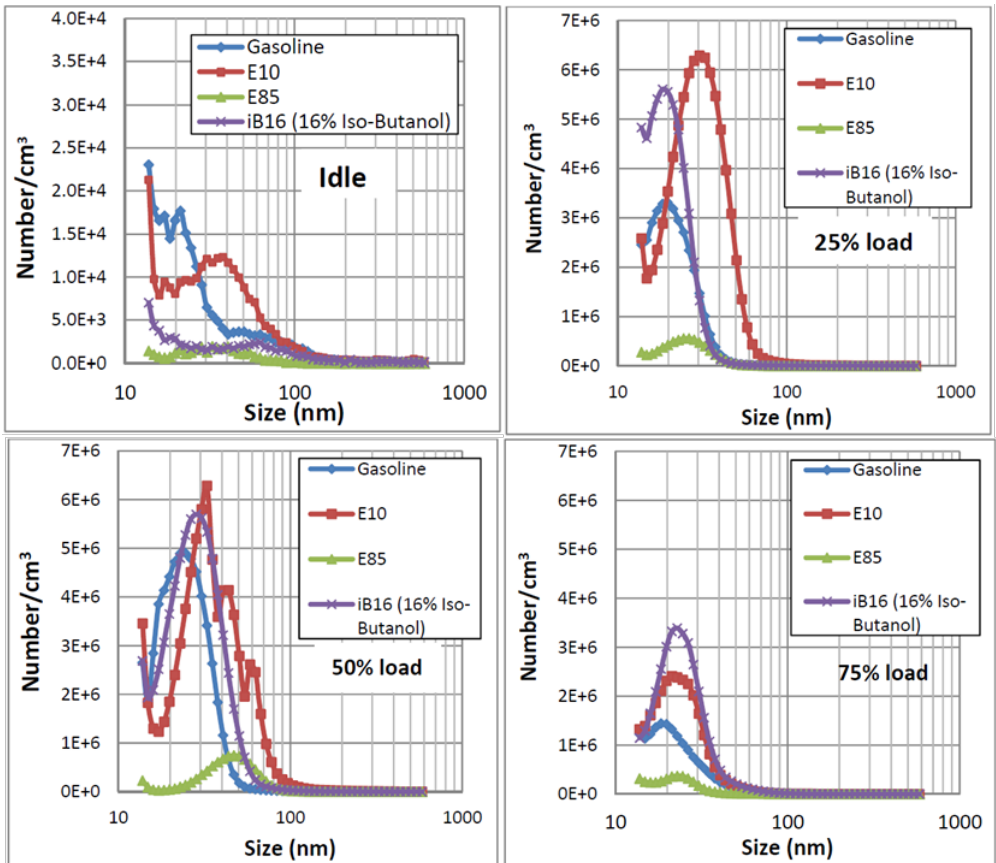 4.0E+4
3.5E+4
3.0E+4
2.5E+4
2.0E+4
1.5E+4
1.0E+4
5.0E+3
0.0E+0
Number/cm³
Gasoline
E10
E85
iB16 (16% Iso-Butanol)
Idle
10 100 1000
Size (nm)
7E+6
6E+6
5E+6
4E+6
3E+6
2E+6
1E+6
0E+0
Number/cm³
Gasoline
E10
E85
iB16 (16% Iso-
Butanol)
25% load
10 100 1000
Size (nm)
7E+6
6E+6
5E+6
4E+6
3E+6
2E+6
1E+6
0E+0
Number/cm³
Gasoline
E10
E85
iB16 (16% Iso-
Butanol)
50% load
10 100 1000
Size (nm)
7E+6
6E+6
5E+6
4E+6
3E+6
2E+6
1E+6
0E+0
Number/cm³
Gasoline
E10
E85
iB16 (16% Iso-
Butanol)
75% load
10 100 1000
Size (nm)